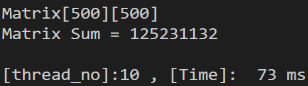 Matrix[500][500]
Matrix Sum = 125231132
[thread_no]:10 , [Time]:  73 ms